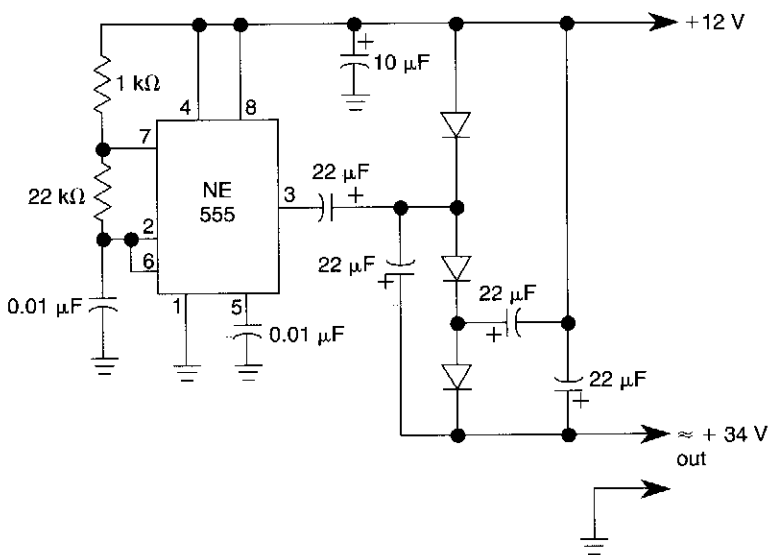 +12 V
10 µF
1 kΩ
4
8
7
NE
555
3
22 kΩ
2
6
22 µF
+
+
22 µF
+
22 µF
+
0.01 µF
1
5
0.01 µF
22 µF
+
≈ + 34 V
out